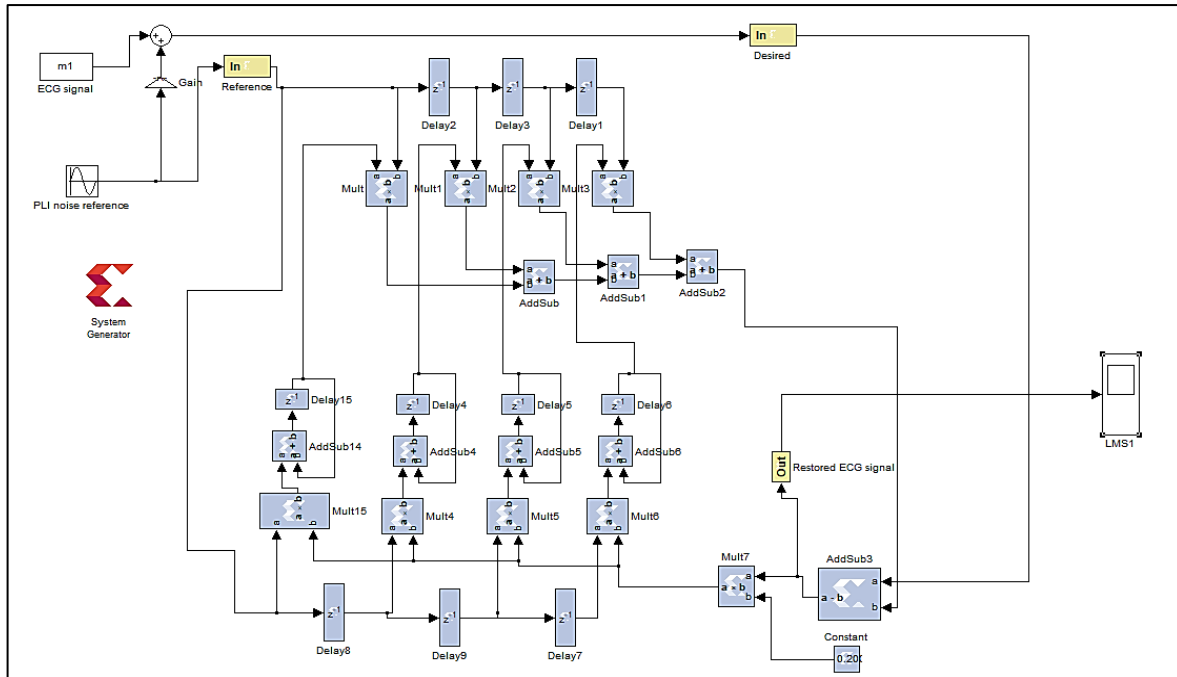 m1
ECG signal
Gain
In
Reference
In
Desired
z-1
Delay2
z-1
Delay3
z-1
Delay1
PLI noise reference
a b
a × b
Mult
a b
a × b
Mult1
a b
a × b
Mult2
a b
a × b
Mult3
a
b
a + b
AddSub
a
b
a + b
AddSub1
a
b
a + b
AddSub2
System
Generator
z-1
Delay15
z-1
Delay4
z-1
Delay5
z-1
Delay6
a b
a + b
AddSub14
a b
a + b
AddSub4
a b
a + b
AddSub5
a b
a + b
AddSub6
a b
a × b
Mult15
a b
a × b
Mult4
a b
a × b
Mult5
a b
a × b
Mult6
LMS1
Out
Restored ECG signal
Mult7
a
b
a × b
AddSub3
a
b
a - b
z-1
Delay8
z-1
Delay9
z-1
Delay7
Constant
0.200